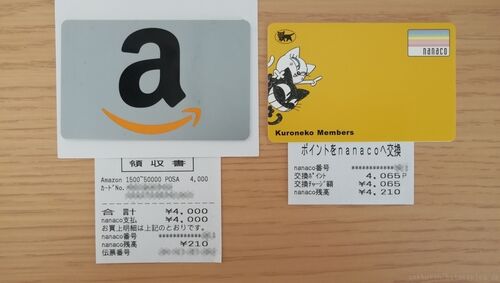 a
nanaco
Kuroneko Members
領収書
Amazon 1500~50000 POSA 4,000
カードNo.
合計 ¥4,000
nanaco支払 ¥4,000
お買上明細は上記のとおりです。
nanaco番号
nanaco残高 ¥210
伝票番号
ポイントをnanacoへ交換
nanaco番号
交換ポイント 4,065P
交換チャージ額 ¥4,065
nanaco残高 ¥4,210